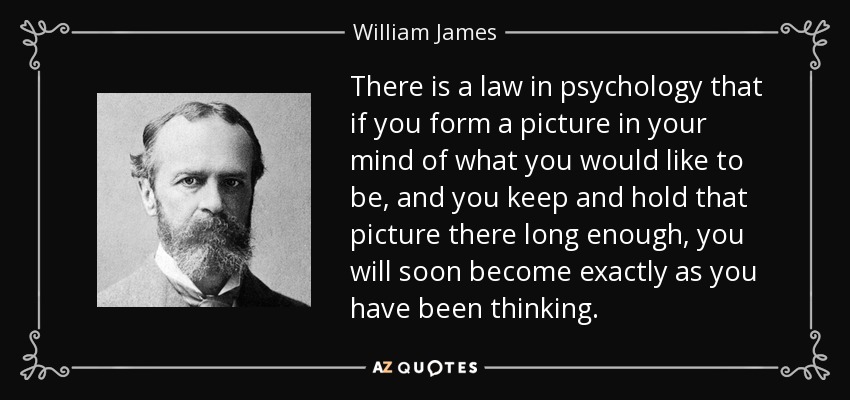 William James
There is a law in psychology that
if you form a picture in your
mind of what you would like to
be, and you keep and hold that
picture there long enough, you
will soon become exactly as you
have been thinking.
AZ QUOTES